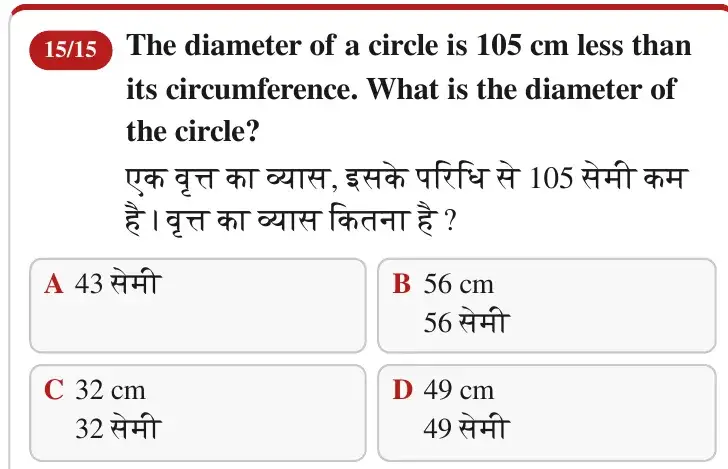 15/15 The diameter of a circle is 105 cm less than
its circumference. What is the diameter of
the circle?
एक वृत्त का व्यास, इसके परिधि से 105 सेमी कम
है। वृत्त का व्यास कितना है ?
A 43 सेमी
B 56 cm
56 सेमी
C 32 cm
32 सेमी
D 49 cm
49 सेमी